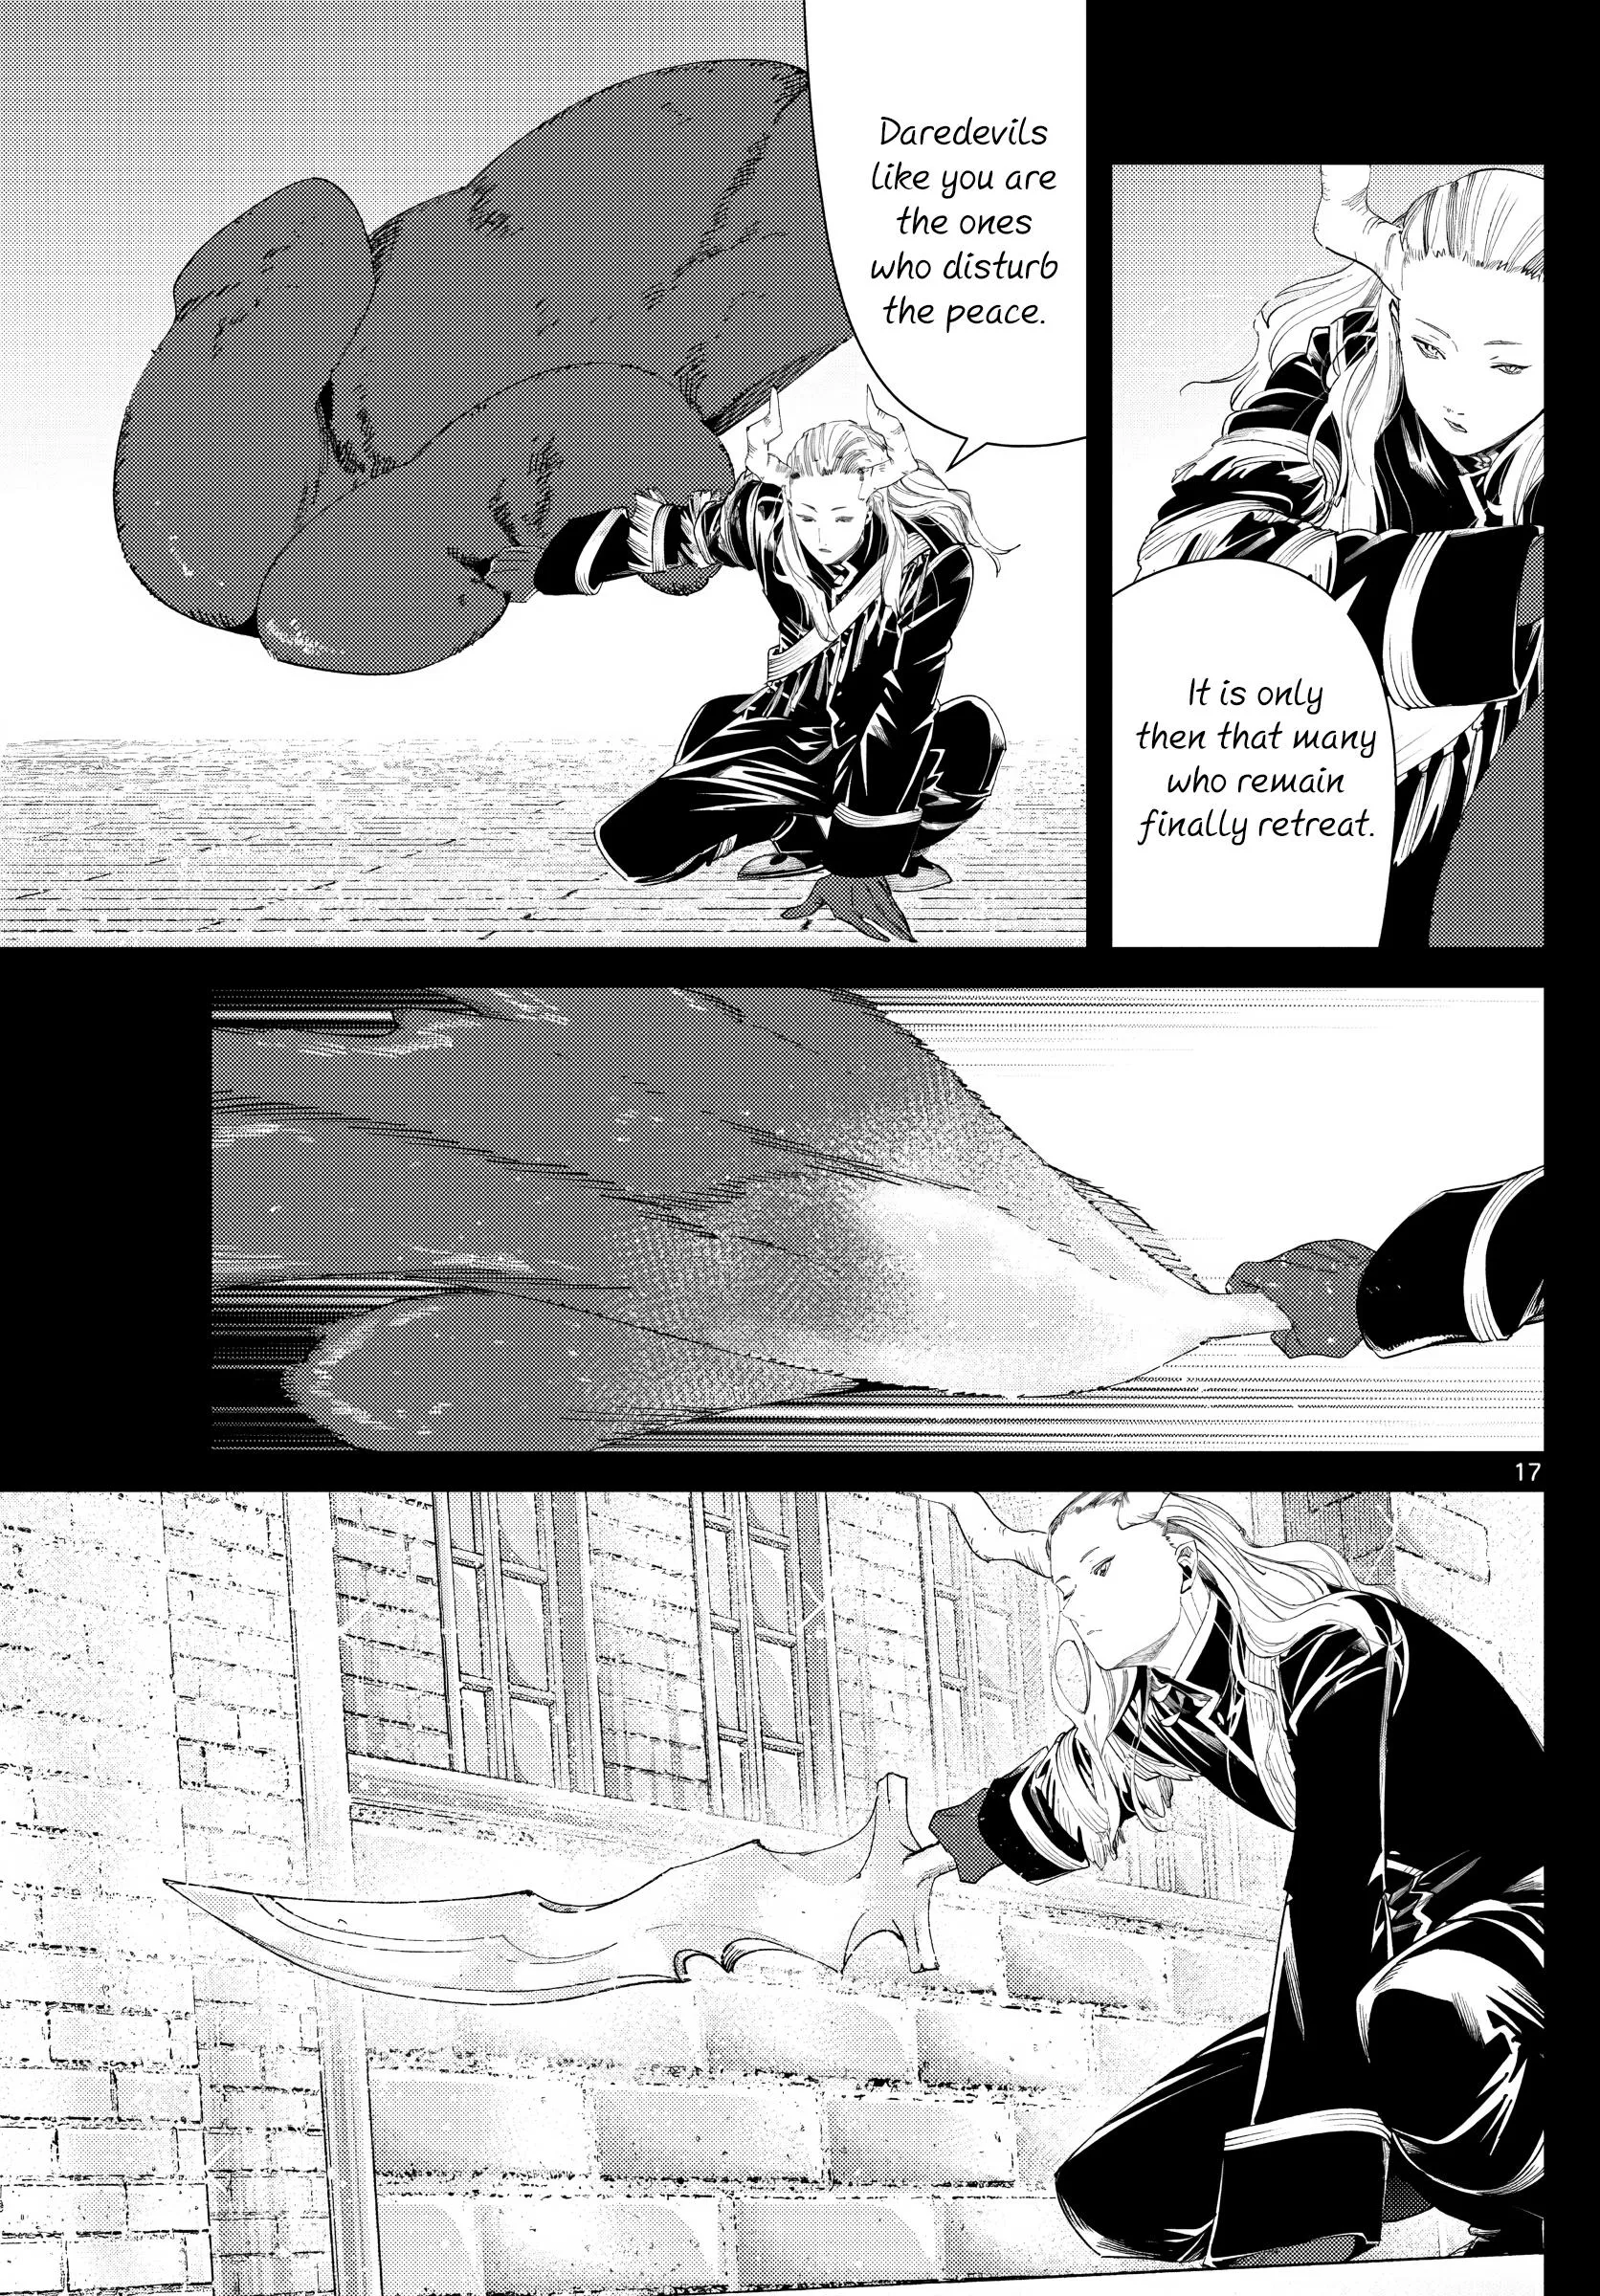 It is only
then that many
who remain
finally retreat.
Daredevils
like you are
the ones
who disturb
the peace.
17